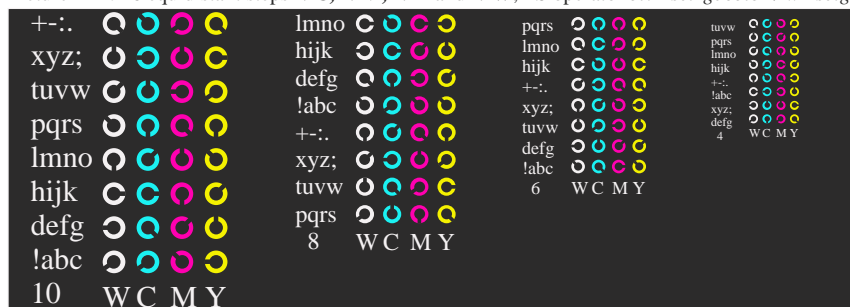 +-:.
xyz;
tuvw
pqrs
lmno
hijk
defg
!abc
10 W C M Y
lmno
hijk
defg
!abc
+-:.
xyz;
tuvw
pqrs
8 W C M Y
pqrs
lmno
hijk
+-:.
xyz;
tuvw
defg
!abc
6 W C M Y
tuvw
pqrs
lmno
hijk
+-:.
!abc
xyz;
defg
4 W C M Y